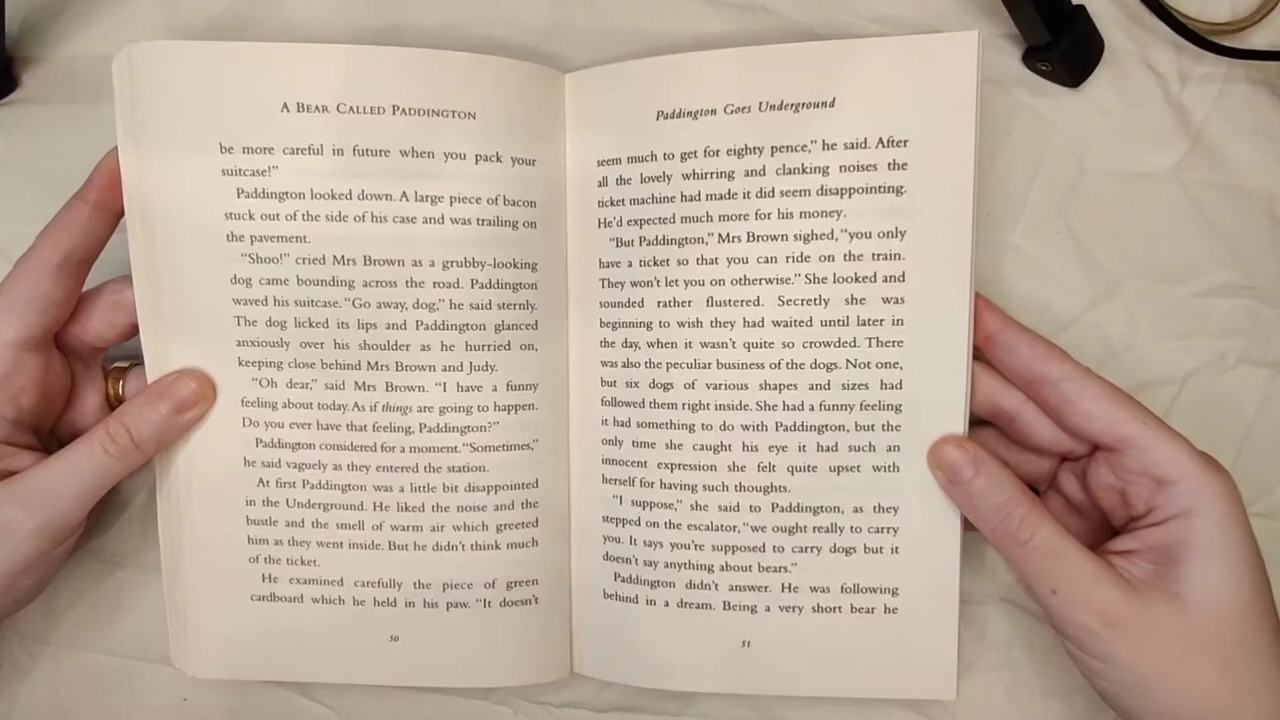 A Bear Called Paddington
be more careful in future when you pack your
suitcase!”
Paddington looked down. A large piece of bacon
stuck out of the side of his case and was trailing on
the pavement.
“Shoo!” cried Mrs Brown as a grubby-looking
dog came bounding across the road. Paddington
waved his suitcase. “Go away, dog,” he said sternly.
The dog licked its lips and Paddington glanced
anxiously over his shoulder as he hurried on,
keeping close behind Mrs Brown and Judy.
“Oh dear,” said Mrs Brown. “I have a funny
feeling about today. As if things are going to happen.
Do you ever have that feeling, Paddington?”
Paddington considered for a moment. “Sometimes,”
he said vaguely as they entered the station.
At first Paddington was a little bit disappointed
in the Underground. He liked the noise and the
bustle and the smell of warm air which greeted
him as they went inside. But he didn’t think much
of the ticket.
He examined carefully the piece of green
cardboard which he held in his paw. “It doesn’t
50
Paddington Goes Underground
seem much to get for eighty pence,” he said. After
all the lovely whirring and clanking noises the
ticket machine had made it did seem disappointing.
He’d expected much more for his money.
“But Paddington,” Mrs Brown sighed, “you only
have a ticket so that you can ride on the train.
They won’t let you on otherwise.” She looked and
sounded rather flustered. Secretly she was
beginning to wish they had waited until later in
the day, when it wasn’t quite so crowded. There
was also the peculiar business of the dogs. Not one,
but six dogs of various shapes and sizes had
followed them right inside. She had a funny feeling
it had something to do with Paddington, but the
only time she caught his eye it had such an
innocent expression she felt quite upset with
herself for having such thoughts.
“I suppose,” she said to Paddington, as they
stepped on the escalator, “we ought really to carry
you. It says you’re supposed to carry dogs but it
doesn’t say anything about bears.”
Paddington didn’t answer. He was following
behind in a dream. Being a very short bear he
51